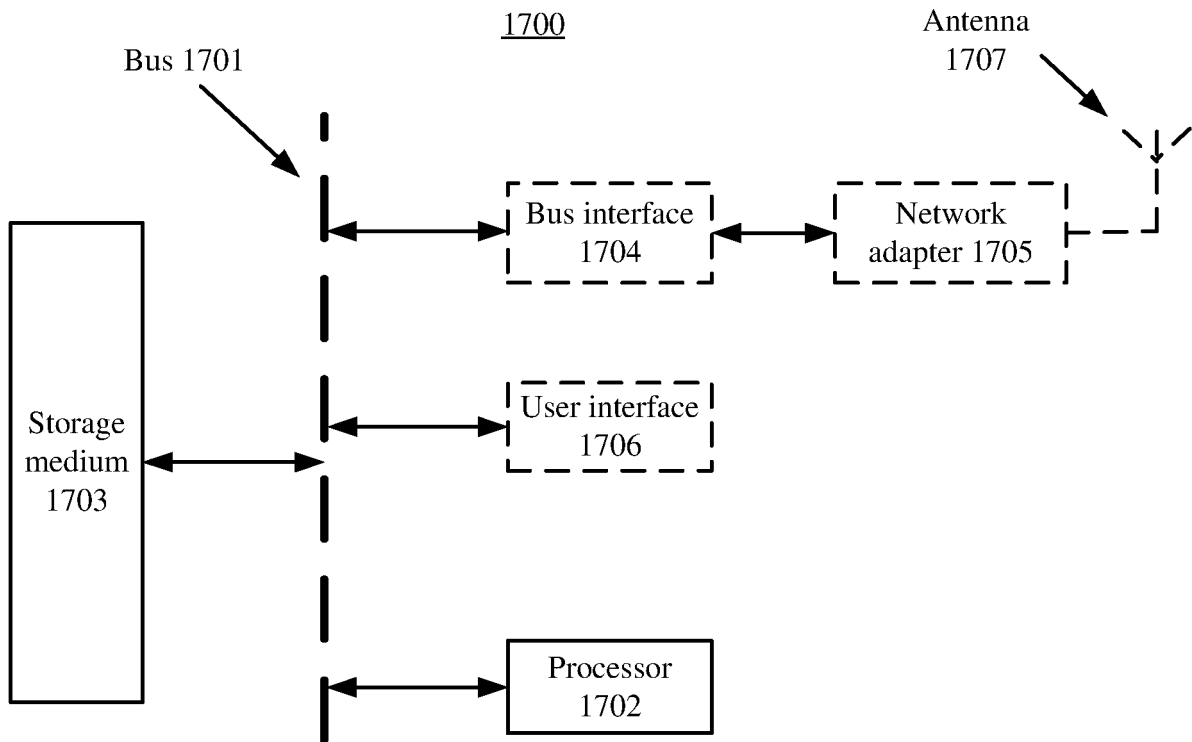 1700
Antenna
1707
Bus 1701
Bus interface
1704
Network
adapter 1705
User interface
1706
Storage
medium
1703
Processor
1702